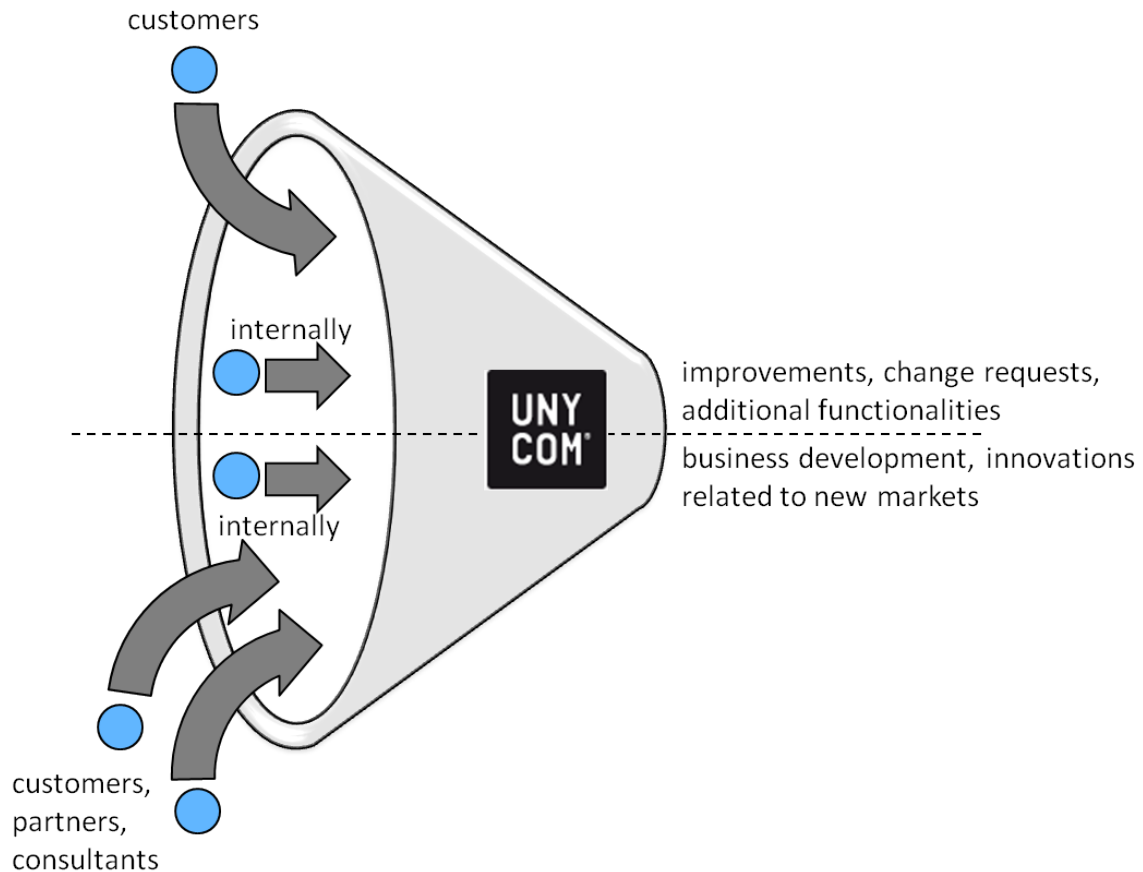 customers
internally
improvements, change requests,
additional functionalities
UNY
COM®
business development, innovations
related to new markets
internally
customers,
partners,
consultants